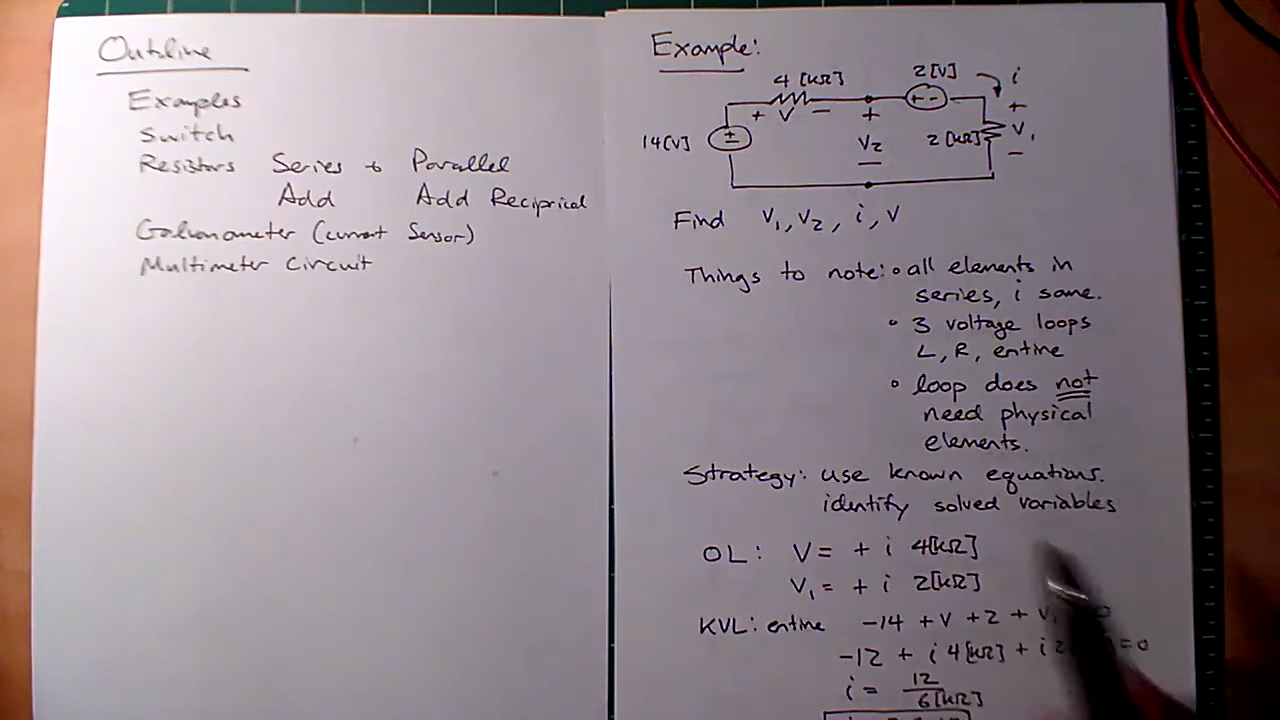 Outline
Examples
Switch
Resistors Series + Parallel
Add Add Reciprical
Galvonometer (current Sensor)
Multimeter Circuit
Example:
4 [kΩ] 2[V] i
+ V - + + - +
14[V] ± V2 2[kΩ] V1
- -
Find V1, V2, i, V
Things to note: • all elements in
series, i same.
• 3 voltage loops
L, R, entire
• loop does not
need physical
elements.
Strategy: use known equations.
identify solved variables
OL: V = + i 4[kΩ]
V1 = + i 2[kΩ]
KVL: entire -14 + V + 2 + V1
-12 + i 4[kΩ] + i 2 = 0
i = 12
6[kΩ]